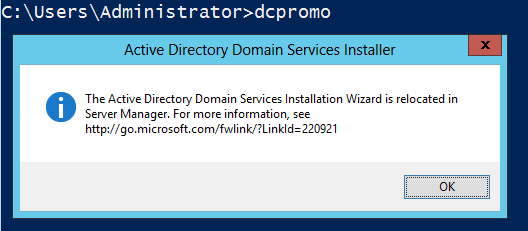 C:\Users\Administrator>dcpromo
Active Directory Domain Services Installer
x
The Active Directory Domain Services Installation Wizard is relocated in
Server Manager. For more information, see
http://go.microsoft.com/fwlink/?LinkId=220921
OK